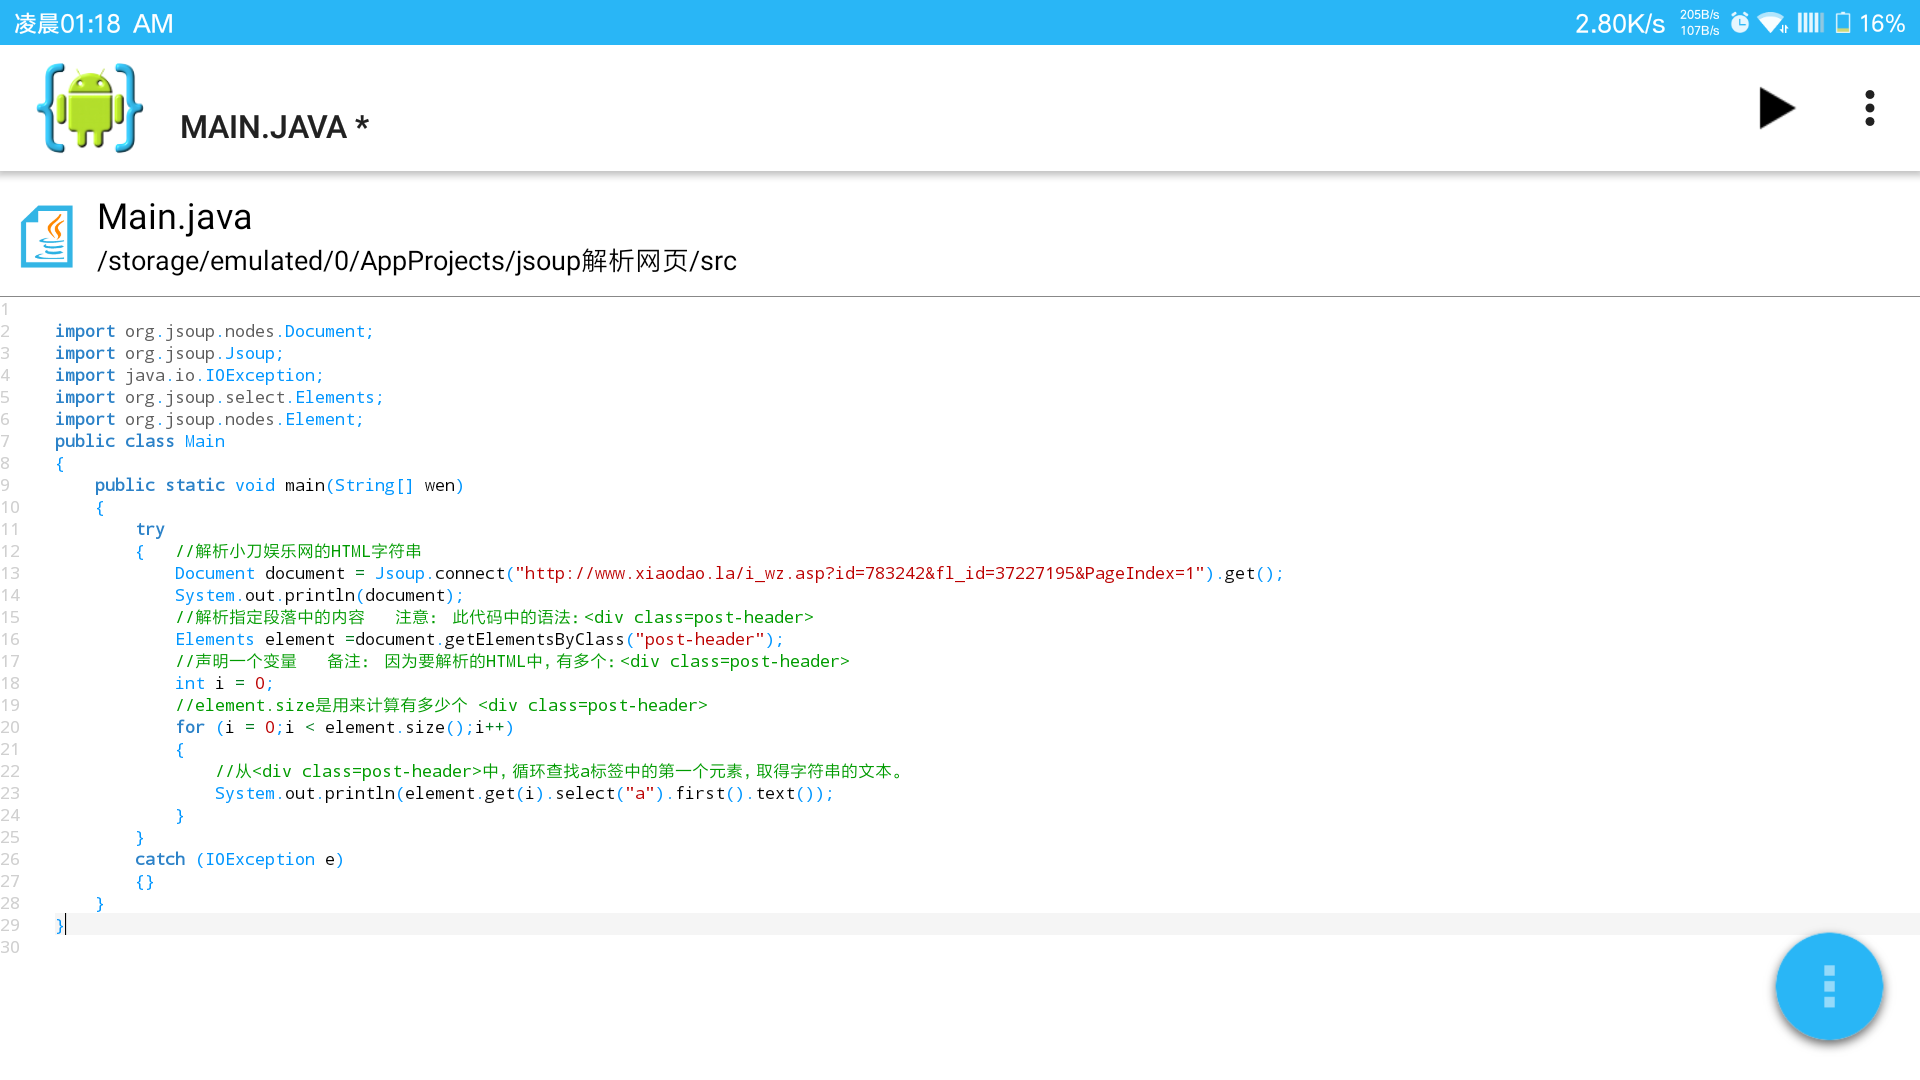 凌晨01:18 AM
2.80K/s 205B/s 107B/s 16%
MAIN.JAVA *
Main.java
/storage/emulated/0/AppProjects/jsoup解析网页/src
1
2 import org.jsoup.nodes.Document;
3 import org.jsoup.Jsoup;
4 import java.io.IOException;
5 import org.jsoup.select.Elements;
6 import org.jsoup.nodes.Element;
7 public class Main
8 {
9     public static void main(String[] wen)
10     {
11         try
12         {   //解析小刀娱乐网的HTML字符串
13             Document document = Jsoup.connect("http://www.xiaodao.la/i_wz.asp?id=783242&fl_id=37227195&PageIndex=1").get();
14             System.out.println(document);
15             //解析指定段落中的内容   注意: 此代码中的语法:<div class=post-header>
16             Elements element =document.getElementsByClass("post-header");
17             //声明一个变量   备注: 因为要解析的HTML中,有多个:<div class=post-header>
18             int i = 0;
19             //element.size是用来计算有多少个 <div class=post-header>
20             for (i = 0;i < element.size();i++)
21             {
22                 //从<div class=post-header>中,循环查找a标签中的第一个元素,取得字符串的文本。
23                 System.out.println(element.get(i).select("a").first().text());
24             }
25         }
26         catch (IOException e)
27         {}
28     }
29 }
30